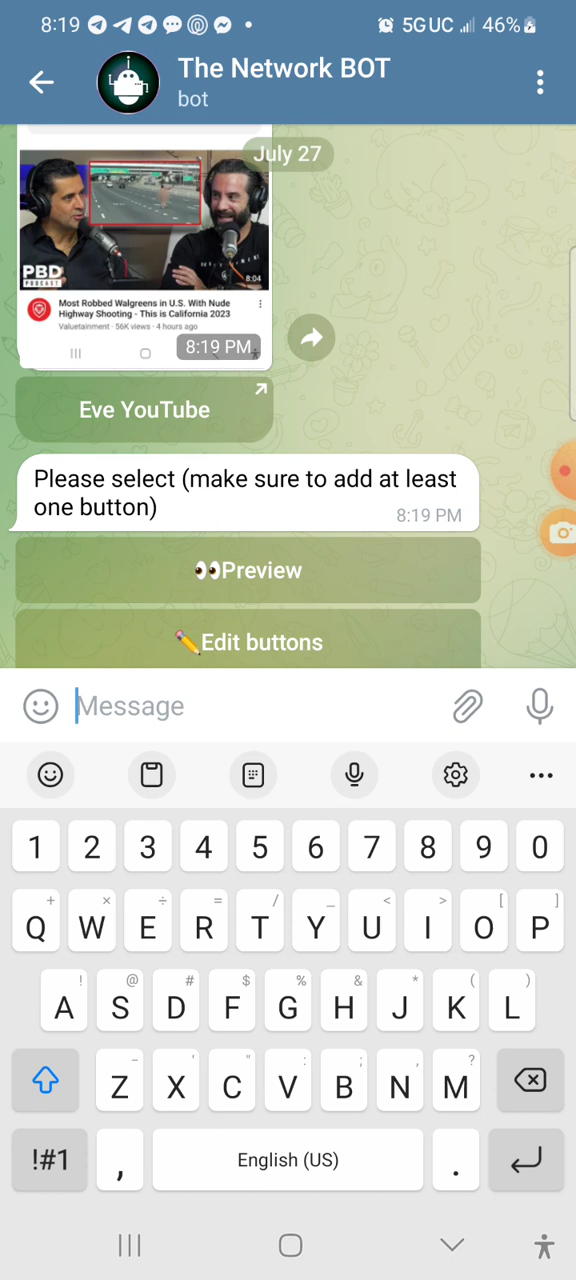 8:19
5GUC 46%
The Network BOT
bot
July 27
PBD
PODCAST
8:04
Most Robbed Walgreens in U.S. With Nude
Highway Shooting - This is California 2023
Valuetainment · 56K views · 4 hours ago
8:19 PM
Eve YouTube
Please select (make sure to add at least
one button)
8:19 PM
👀Preview
✏️Edit buttons
Message
1 2 3 4 5 6 7 8 9 0
+ × ÷ = / _ < > [ ]
Q W E R T Y U I O P
! @ # $ % & * ( )
A S D F G H J K L
- ' " : ; , ?
Z X C V B N M
!#1 , English (US) .